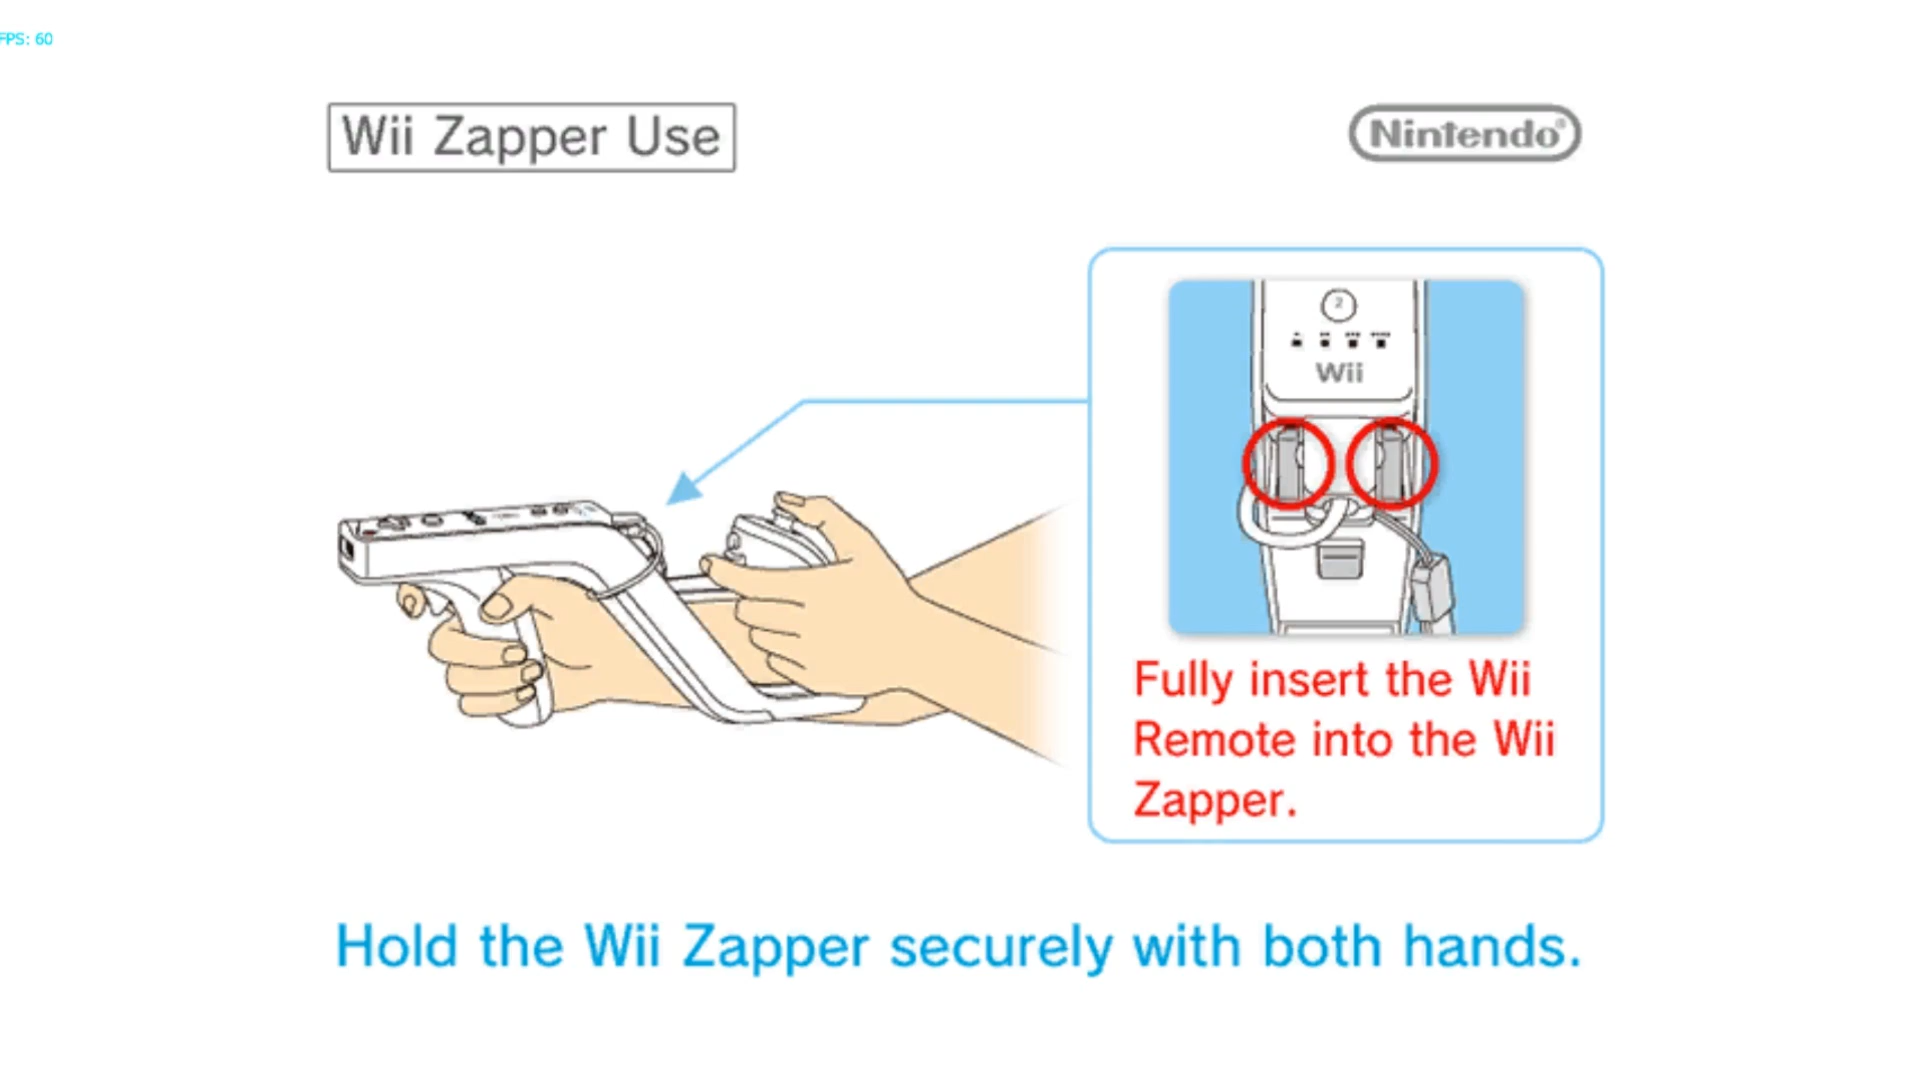 FPS: 60
Wii Zapper Use
Nintendo®
2
Wii
Fully insert the Wii
Remote into the Wii
Zapper.
Hold the Wii Zapper securely with both hands.